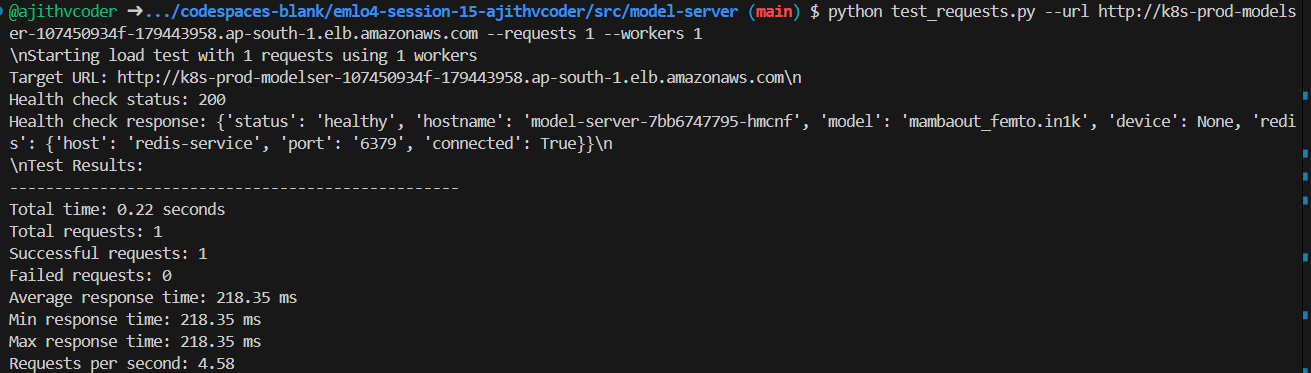 @ajithvcoder ➜.../codespaces-blank/emlo4-session-15-ajithvcoder/src/model-server (main) $ python test_requests.py --url http://k8s-prod-models
er-107450934f-179443958.ap-south-1.elb.amazonaws.com --requests 1 --workers 1
\nStarting load test with 1 requests using 1 workers
Target URL: http://k8s-prod-modelser-107450934f-179443958.ap-south-1.elb.amazonaws.com\n
Health check status: 200
Health check response: {'status': 'healthy', 'hostname': 'model-server-7bb6747795-hmcnf', 'model': 'mambaout_femto.in1k', 'device': None, 'redi
s': {'host': 'redis-service', 'port': '6379', 'connected': True}}\n
\nTest Results:
--------------------------------------------------
Total time: 0.22 seconds
Total requests: 1
Successful requests: 1
Failed requests: 0
Average response time: 218.35 ms
Min response time: 218.35 ms
Max response time: 218.35 ms
Requests per second: 4.58